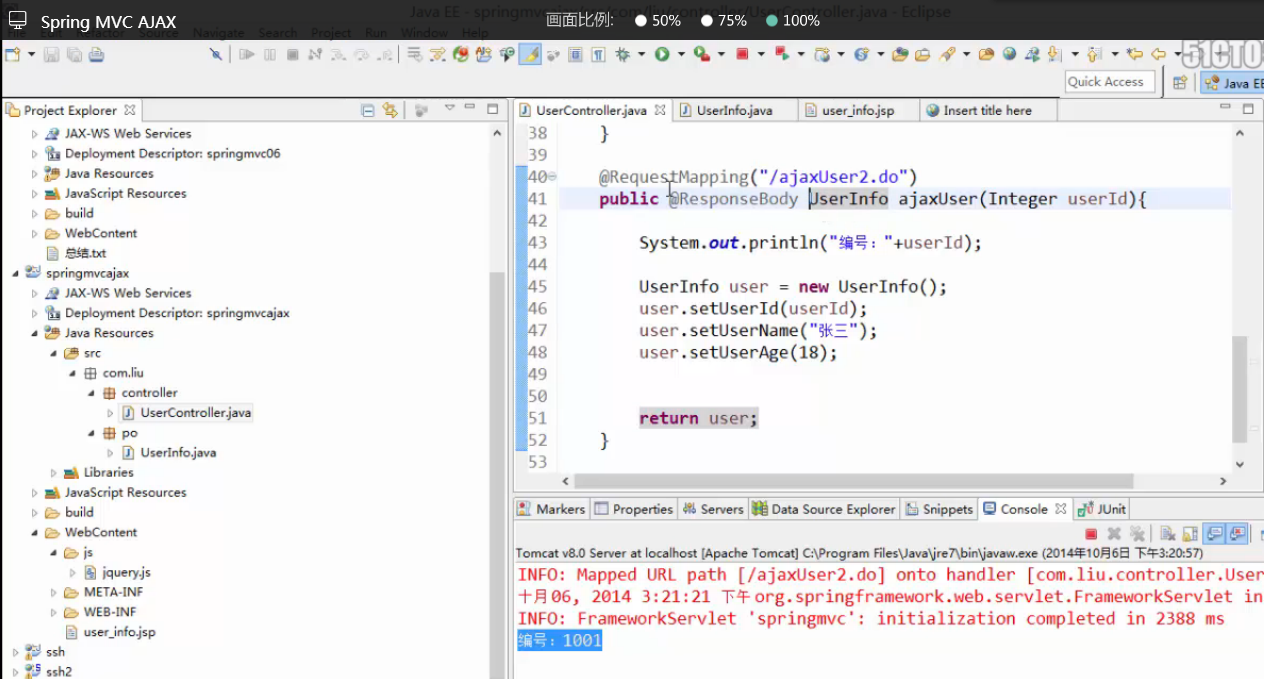 Spring MVC AJAX
画面比例: 50% 75% 100%
Java EE - springmvcajax/src/com/liu/controller/UserController.java - Eclipse
Refactor Source Navigate Search Project Run Window Help
51CTO
Quick Access
Java EE
Project Explorer
JAX-WS Web Services
Deployment Descriptor: springmvc06
Java Resources
JavaScript Resources
build
WebContent
总结.txt
springmvcajax
JAX-WS Web Services
Deployment Descriptor: springmvcajax
Java Resources
src
com.liu
controller
UserController.java
po
UserInfo.java
Libraries
JavaScript Resources
build
WebContent
js
jquery.js
META-INF
WEB-INF
user_info.jsp
ssh
ssh2
UserController.java UserInfo.java user_info.jsp Insert title here
38 }
39
40 @RequestMapping("/ajaxUser2.do")
41 public @ResponseBody UserInfo ajaxUser(Integer userId){
42
43 System.out.println("编号："+userId);
44
45 UserInfo user = new UserInfo();
46 user.setUserId(userId);
47 user.setUserName("张三");
48 user.setUserAge(18);
49
50
51 return user;
52 }
53
Markers Properties Servers Data Source Explorer Snippets Console JUnit
Tomcat v8.0 Server at localhost [Apache Tomcat] C:\Program Files\Java\jre7\bin\javaw.exe (2014年10月6日 下午3:20:57)
INFO: Mapped URL path [/ajaxUser2.do] onto handler [com.liu.controller.User
十月 06, 2014 3:21:21 下午 org.springframework.web.servlet.FrameworkServlet in
INFO: FrameworkServlet 'springmvc': initialization completed in 2388 ms
编号：1001